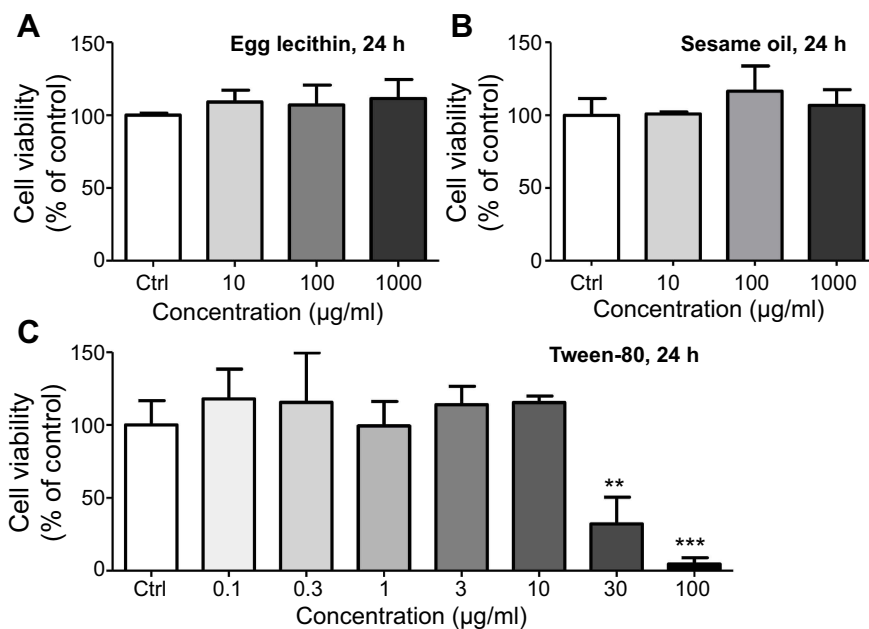 A
Egg lecithin, 24 h
Cell viability
(% of control)
150
100
50
0
Ctrl 10 100 1000
Concentration (µg/ml)
B
Sesame oil, 24 h
Cell viability
(% of control)
150
100
50
0
Ctrl 10 100 1000
Concentration (µg/ml)
C
Tween-80, 24 h
Cell viability
(% of control)
150
100
50
0
**
***
Ctrl 0.1 0.3 1 3 10 30 100
Concentration (µg/ml)